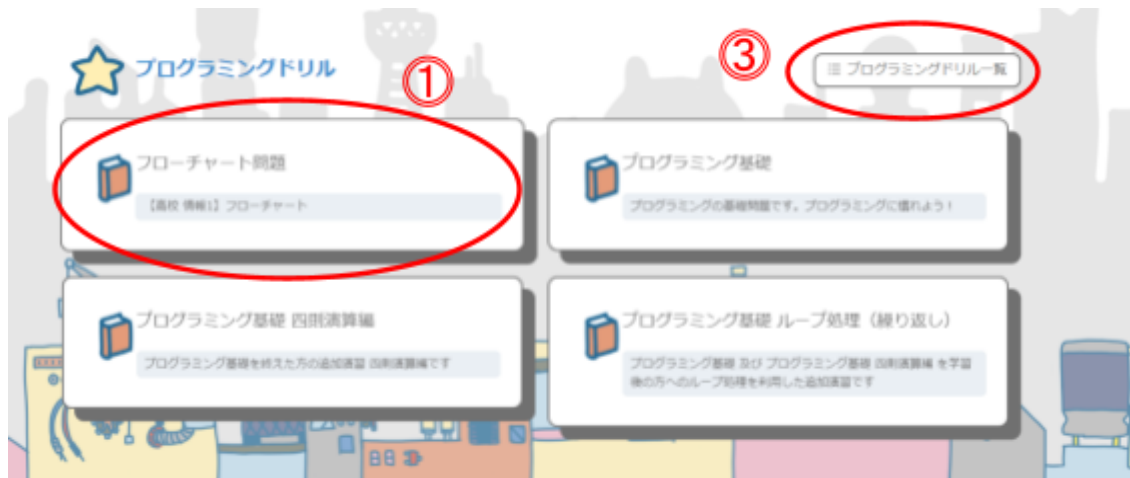 プログラミングドリル
①
③
≡ プログラミングドリル一覧
フローチャート問題
【高校 情報1】フローチャート
プログラミング基礎
プログラミングの基礎問題です。プログラミングに慣れよう!
プログラミング基礎 四則演算編
プログラミング基礎を終えた方の追加演習 四則演算編です
プログラミング基礎 ループ処理(繰り返し)
プログラミング基礎 及び プログラミング基礎 四則演算編 を学習
後の方へのループ処理を利用した追加演習です